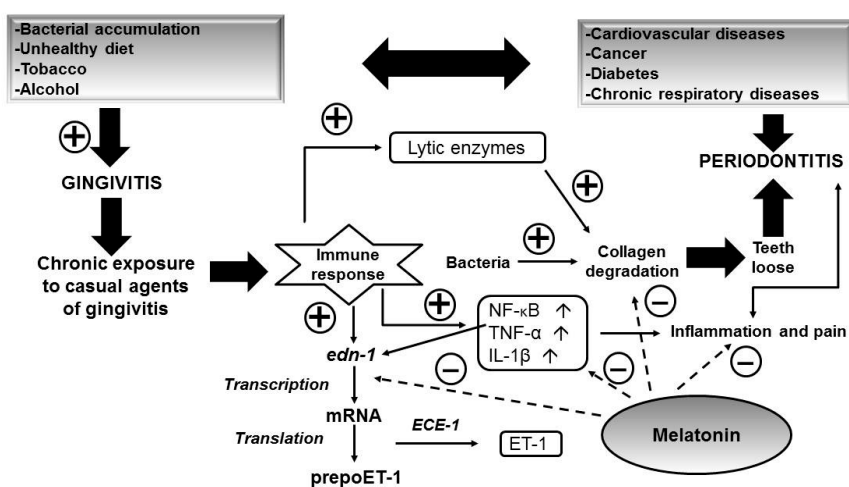 -Bacterial accumulation
-Unhealthy diet
-Tobacco
-Alcohol
-Cardiovascular diseases
-Cancer
-Diabetes
-Chronic respiratory diseases
+
+
Lytic enzymes
GINGIVITIS
PERIODONTITIS
+
Chronic exposure
to casual agents
of gingivitis
Immune
response
Bacteria
+
Collagen
degradation
Teeth
loose
+
+
NF-κB ↑
TNF-α ↑
IL-1β ↑
−
Inflammation and pain
edn-1
−
−
−
Transcription
mRNA
Translation
ECE-1
ET-1
Melatonin
prepoET-1